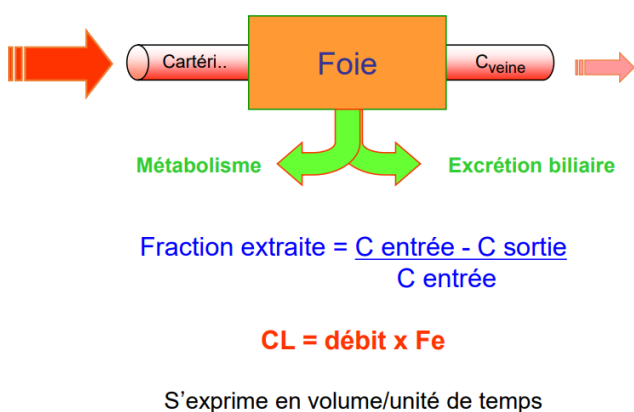 Cartéri..
Foie
Cveine
Métabolisme
Excrétion biliaire
Fraction extraite = C entrée - C sortie
C entrée
CL = débit x Fe
S'exprime en volume/unité de temps